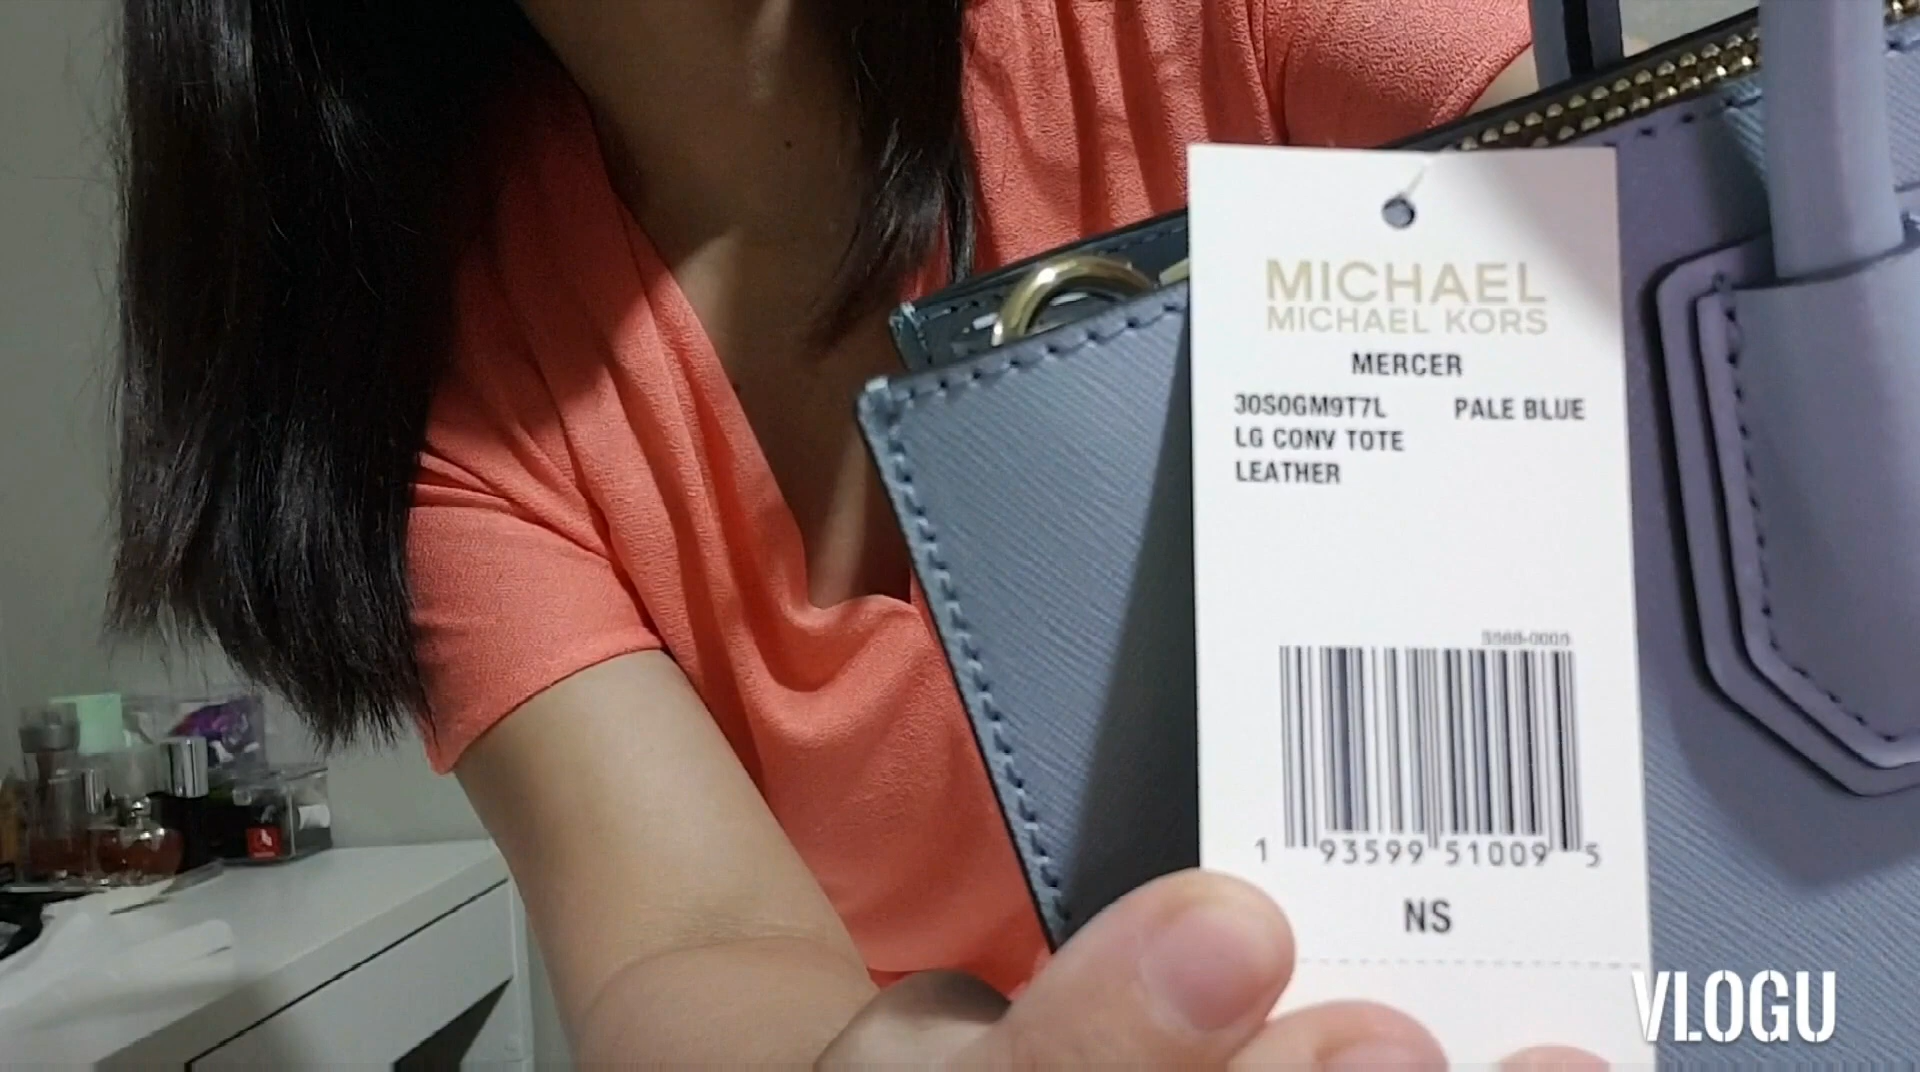 MICHAEL
MICHAEL KORS
MERCER
30S0GM9T7L PALE BLUE
LG CONV TOTE
LEATHER
1 93599 51009 5
NS
VLOGU